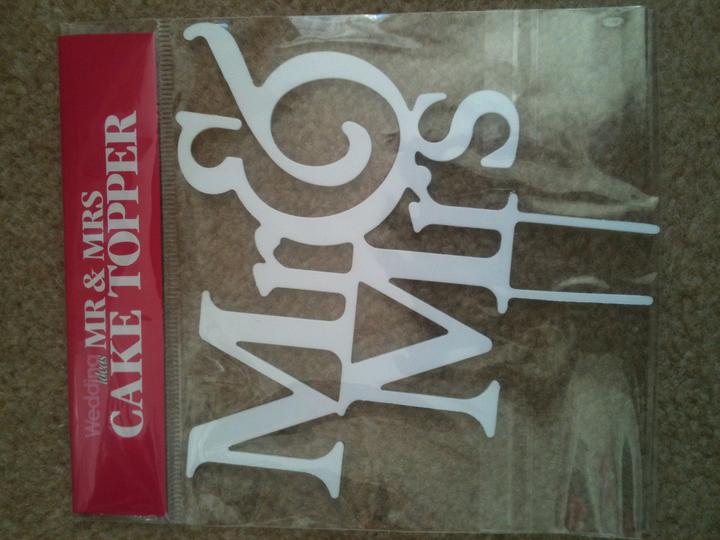 Wedding
ideas MR & MRS
CAKE TOPPER
Mr &
Mrs